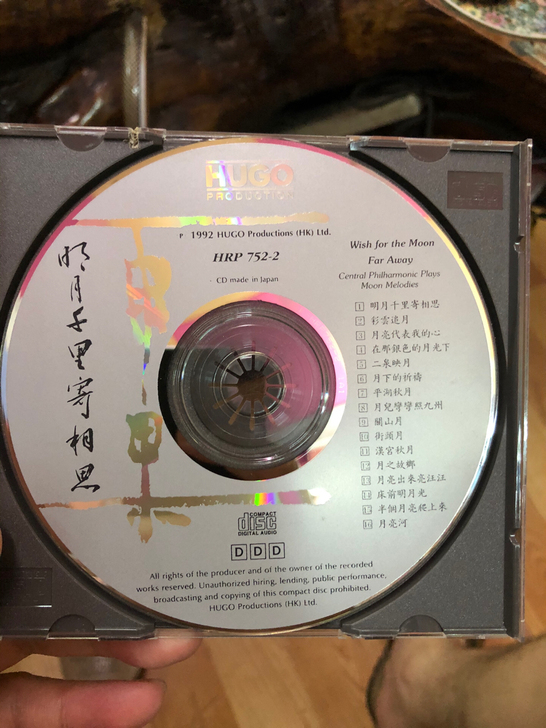 HUGO
PRODUCTION
P 1992 HUGO Productions (HK) Ltd.
HRP 752-2
CD made in Japan
Wish for the Moon
Far Away
Central Philharmonic Plays
Moon Melodies
明月千里寄相思
1 明月千里寄相思
2 彩雲追月
3 月亮代表我的心
4 在那銀色的月光下
5 二泉映月
6 月下的祈禱
7 平湖秋月
8 月兒彎彎照九州
9 關山月
10 街頭月
11 漢宮秋月
12 月之故鄉
13 月亮出來亮汪汪
14 床前明月光
15 半個月亮爬上來
16 月亮河
COMPACT
disc
DIGITAL AUDIO
D D D
All rights of the producer and of the owner of the recorded
works reserved. Unauthorized hiring, lending, public performance,
broadcasting and copying of this compact disc prohibited.
HUGO Productions (HK) Ltd.